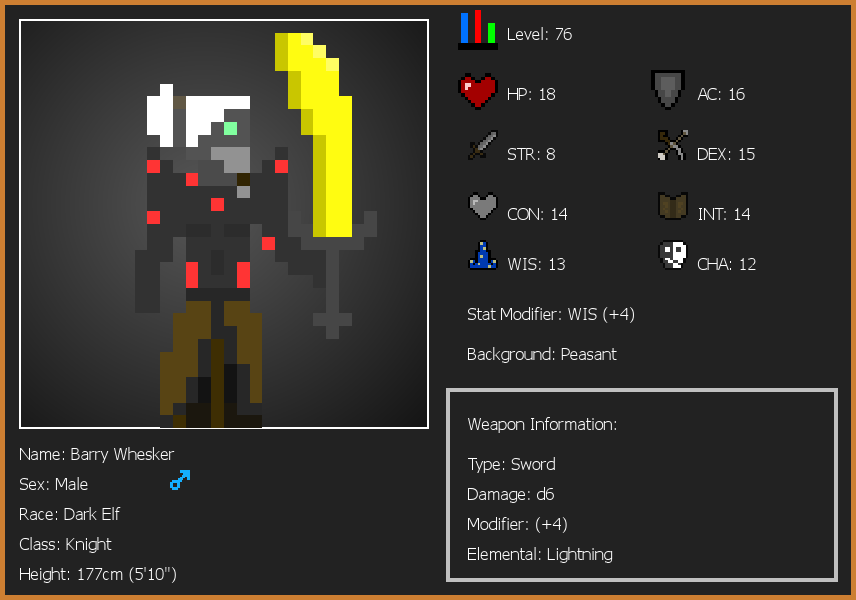 Level: 76
HP: 18
AC: 16
STR: 8
DEX: 15
CON: 14
INT: 14
WIS: 13
CHA: 12
Stat Modifier: WIS (+4)
Background: Peasant
Weapon Information:
Type: Sword
Damage: d6
Modifier: (+4)
Elemental: Lightning
Name: Barry Whesker
Sex: Male
Race: Dark Elf
Class: Knight
Height: 177cm (5'10")